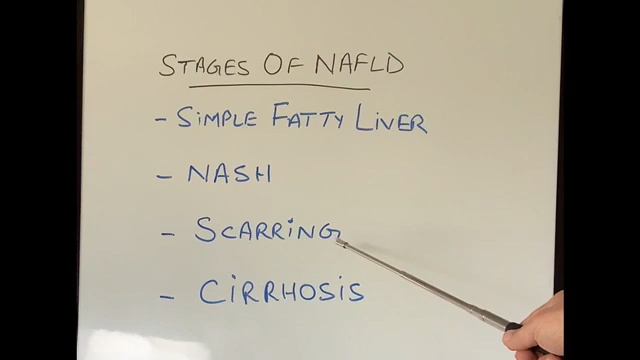 STAGES OF NAFLD
- SiMPLE FATTY LiVER
- NASH
- SCARRiNG
- CiRRHOSiS